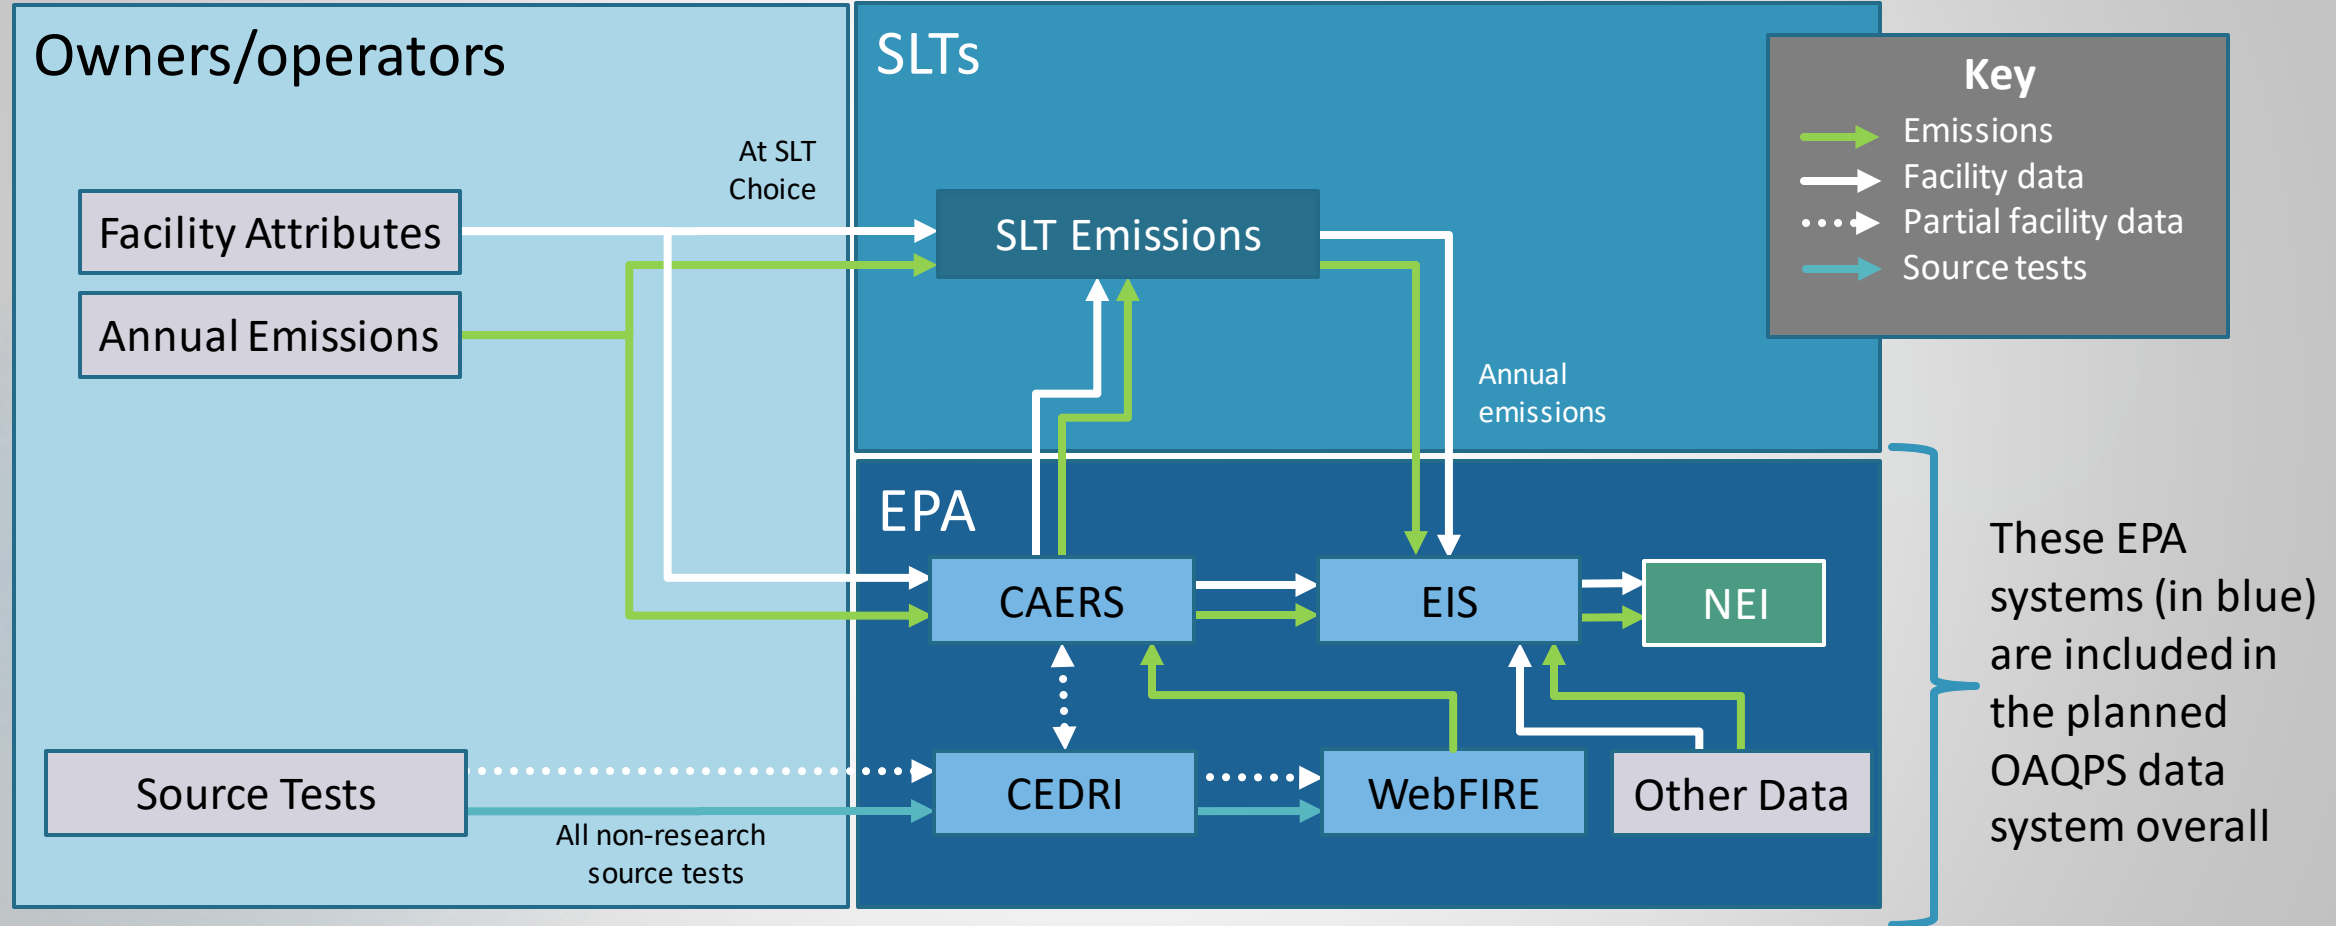 Owners/operators
SLTs
Key
Emissions
Facility data
Partial facility data
Source tests
At SLT
Choice
Facility Attributes
SLT Emissions
Annual Emissions
Annual
emissions
EPA
CAERS
EIS
NEI
Source Tests
CEDRI
WebFIRE
Other Data
All non-research
source tests
These EPA
systems (in blue)
are included in
the planned
OAQPS data
system overall